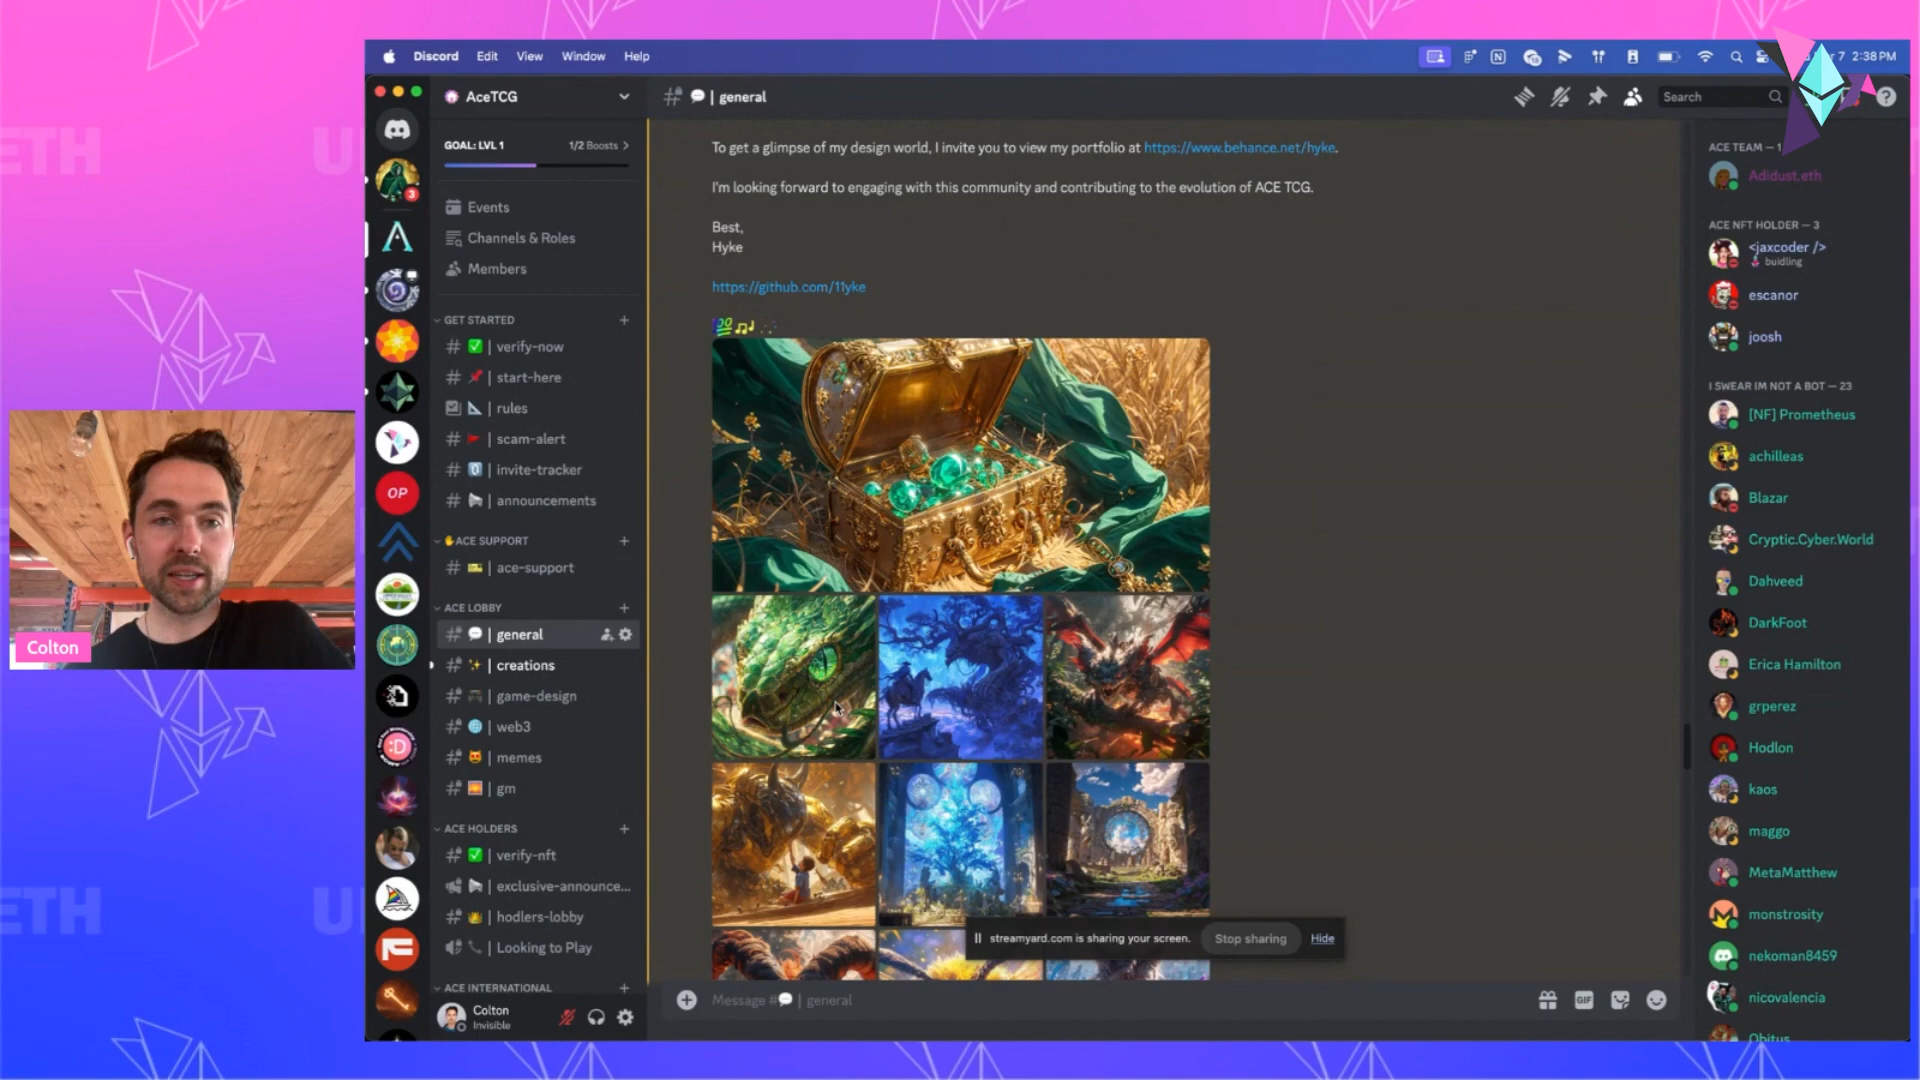 Discord Edit View Window Help
7 2:38 PM
AceTCG
GOAL: LVL 1 1/2 Boosts
Events
Channels & Roles
Members
GET STARTED
verify-now
start-here
rules
scam-alert
invite-tracker
announcements
ACE SUPPORT
ace-support
ACE LOBBY
general
creations
game-design
web3
memes
gm
ACE HOLDERS
verify-nft
exclusive-announce...
hodlers-lobby
Looking to Play
ACE INTERNATIONAL
Colton
Invisible
3
OP
| general
Search
To get a glimpse of my design world, I invite you to view my portfolio at https://www.behance.net/hyke.
I'm looking forward to engaging with this community and contributing to the evolution of ACE TCG.
Best,
Hyke
https://github.com/11yke
streamyard.com is sharing your screen. Stop sharing Hide
Message # | general
GIF
ACE TEAM — 1
Adidust.eth
ACE NFT HOLDER — 3
<jaxcoder />
buidling
escanor
joosh
I SWEAR IM NOT A BOT — 23
[NF] Prometheus
achilleas
Blazar
Cryptic.Cyber.World
Dahveed
DarkFoot
Erica Hamilton
grperez
Hodlon
kaos
maggo
MetaMatthew
monstrosity
nekoman8459
nicovalencia
Obitus
Colton
ETH
ETH